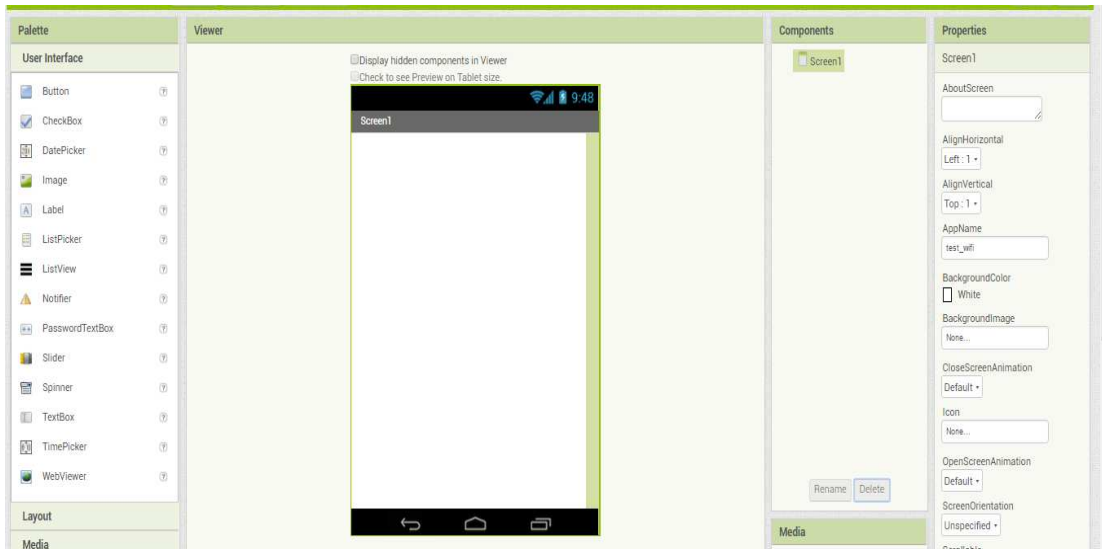 Palette
User Interface
Button
CheckBox
DatePicker
Image
Label
ListPicker
ListView
Notifier
PasswordTextBox
Slider
Spinner
TextBox
TimePicker
WebViewer
Layout
Media
Viewer
Display hidden components in Viewer
Check to see Preview on Tablet size.
9:48
Screen1
Components
Screen1
Rename Delete
Media
Properties
Screen1
AboutScreen
AlignHorizontal
Left : 1
AlignVertical
Top : 1
AppName
test_wifi
BackgroundColor
White
BackgroundImage
None...
CloseScreenAnimation
Default
Icon
None...
OpenScreenAnimation
Default
ScreenOrientation
Unspecified
Scrollable